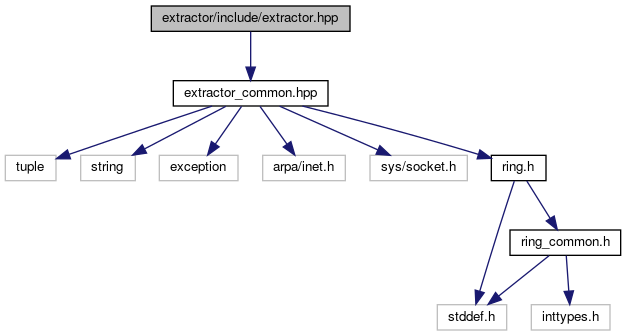 extractor/include/extractor.hpp
extractor_common.hpp
tuple
string
exception
arpa/inet.h
sys/socket.h
ring.h
ring_common.h
stddef.h
inttypes.h